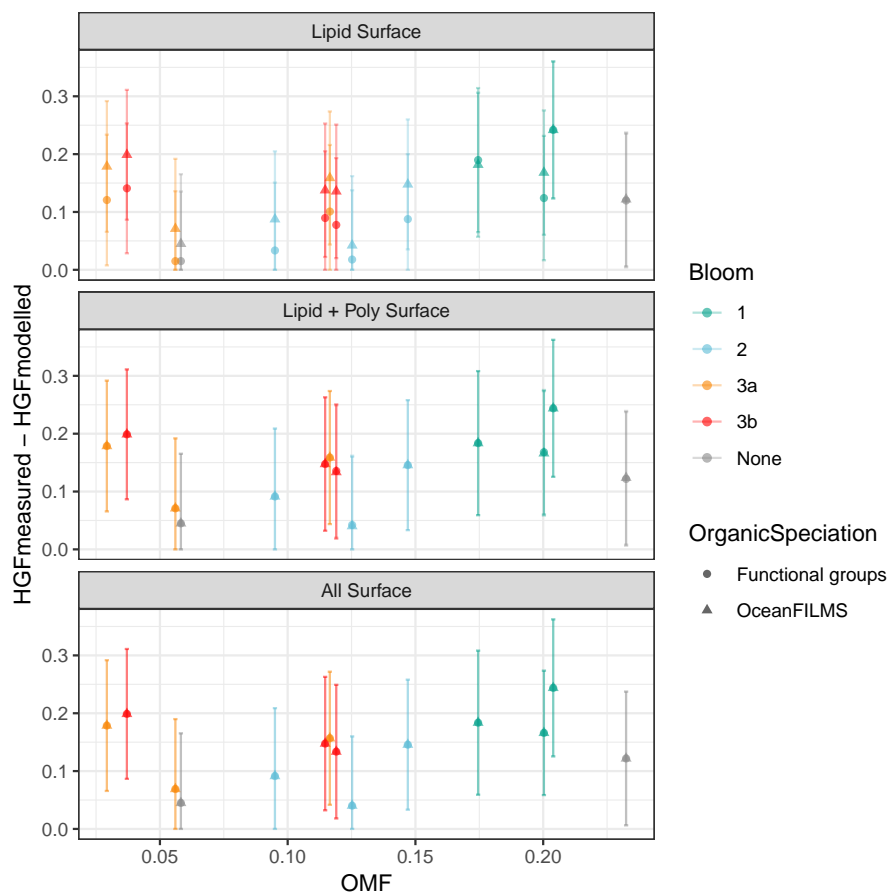 Lipid Surface
0.3
0.2
0.1
0.0
Lipid + Poly Surface
0.3
0.2
0.1
0.0
All Surface
0.3
0.2
0.1
0.0
0.05 0.10 0.15 0.20
OMF
HGFmeasured − HGFmodelled
Bloom
1
2
3a
3b
None
OrganicSpeciation
Functional groups
OceanFILMS